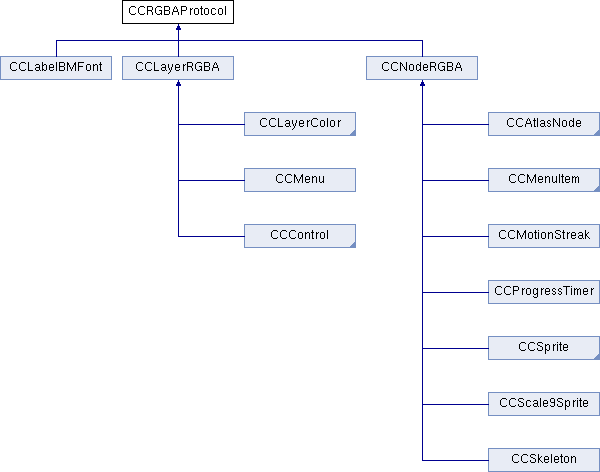 CCRGBAProtocol
CCLabelBMFont
CCLayerRGBA
CCNodeRGBA
CCLayerColor
CCAtlasNode
CCMenu
CCMenuItem
CCControl
CCMotionStreak
CCProgressTimer
CCSprite
CCScale9Sprite
CCSkeleton